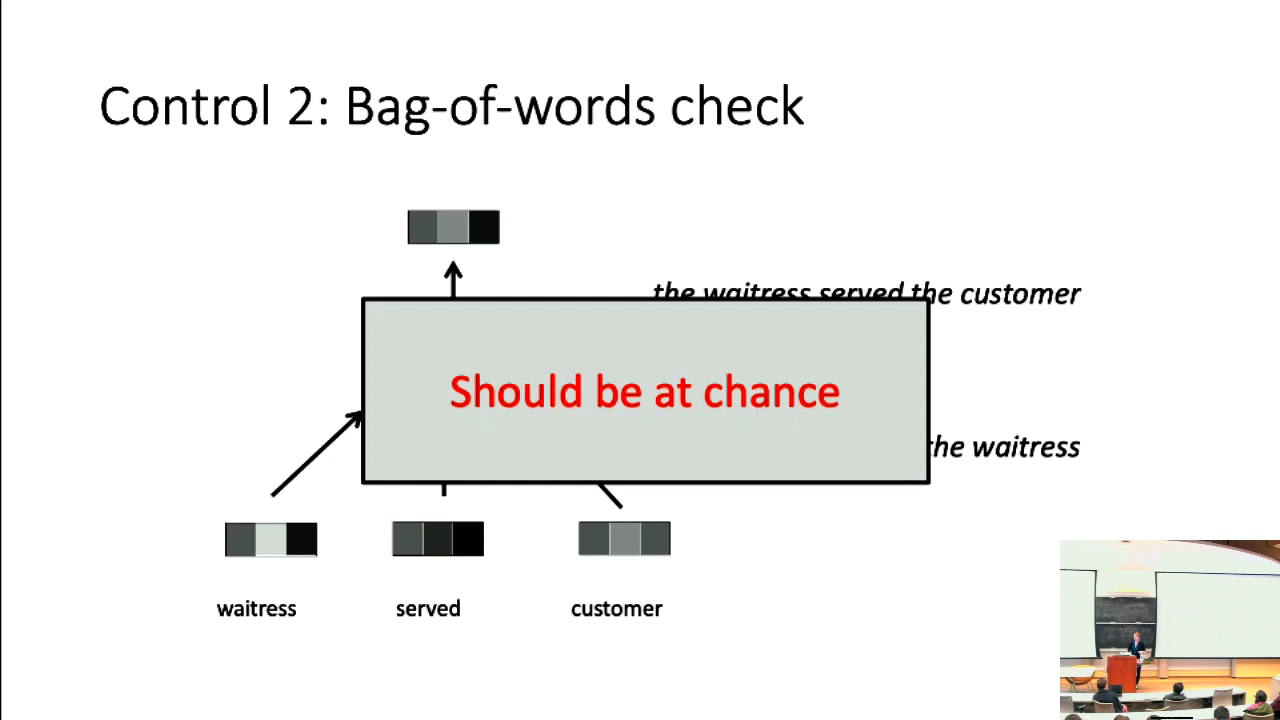 Control 2: Bag-of-words check
the waitress served the customer
Should be at chance
the waitress
waitress served customer